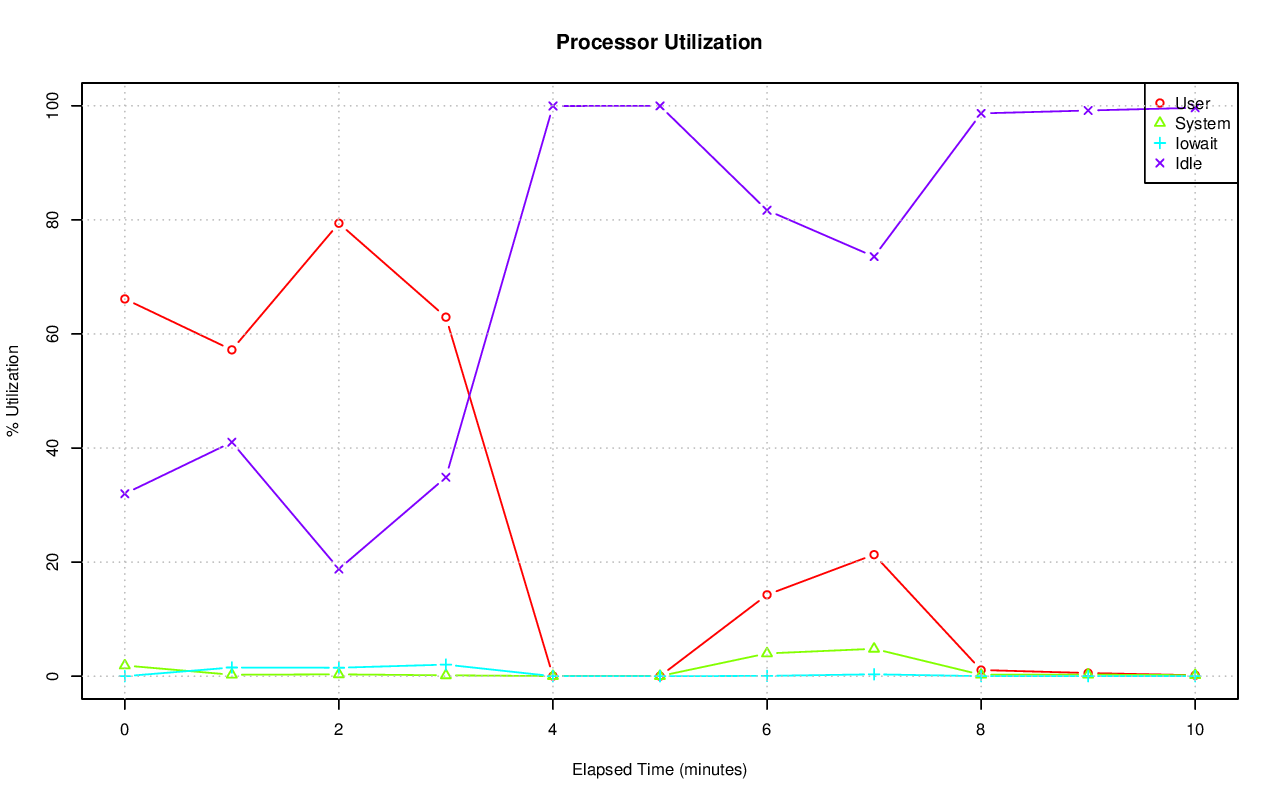 Processor Utilization
% Utilization
100
80
60
40
20
0
User
System
Iowait
Idle
0 2 4 6 8 10
Elapsed Time (minutes)